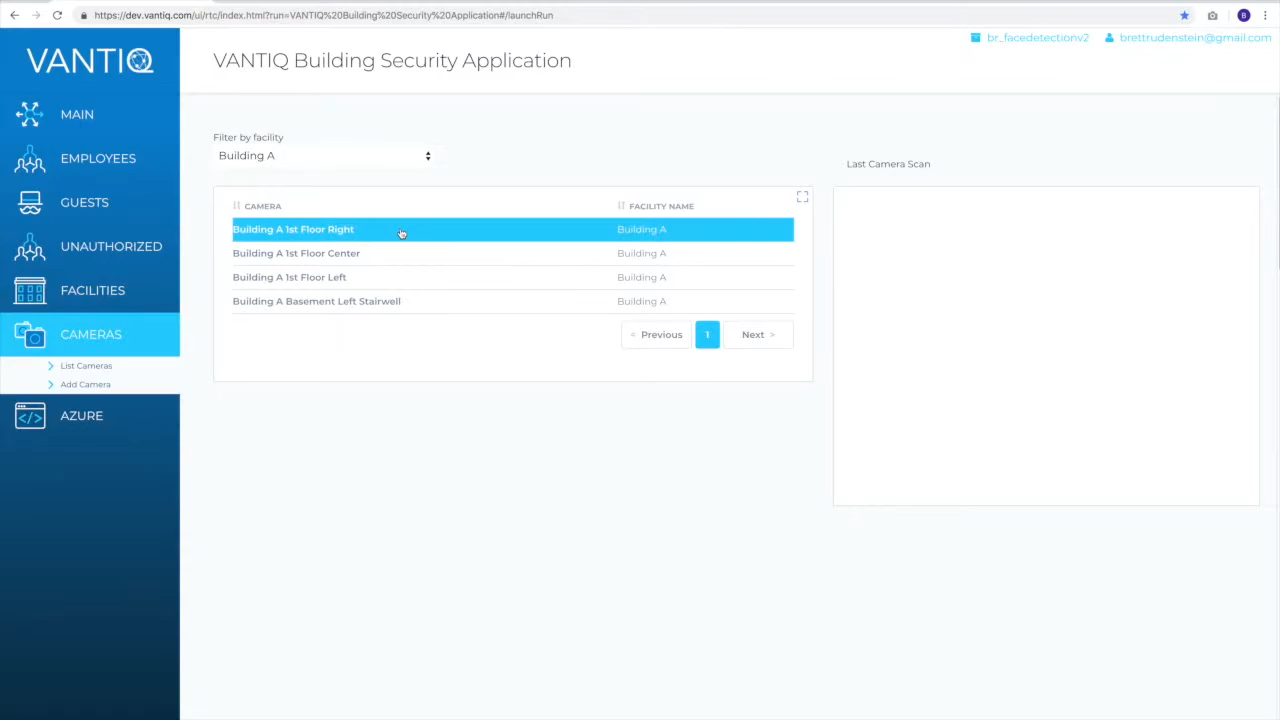 https://dev.vantiq.com/ui/rtc/index.html?run=VANTIQ%20Building%20Security%20Application#/launchRun
B
VANTIQ
VANTIQ Building Security Application
br_facedetectionv2
brettrudenstein@gmail.com
MAIN
EMPLOYEES
GUESTS
UNAUTHORIZED
FACILITIES
CAMERAS
List Cameras
Add Camera
AZURE
Filter by facility
Building A
CAMERA FACILITY NAME
Building A 1st Floor Right Building A
Building A 1st Floor Center Building A
Building A 1st Floor Left Building A
Building A Basement Left Stairwell Building A
< Previous 1 Next >
Last Camera Scan